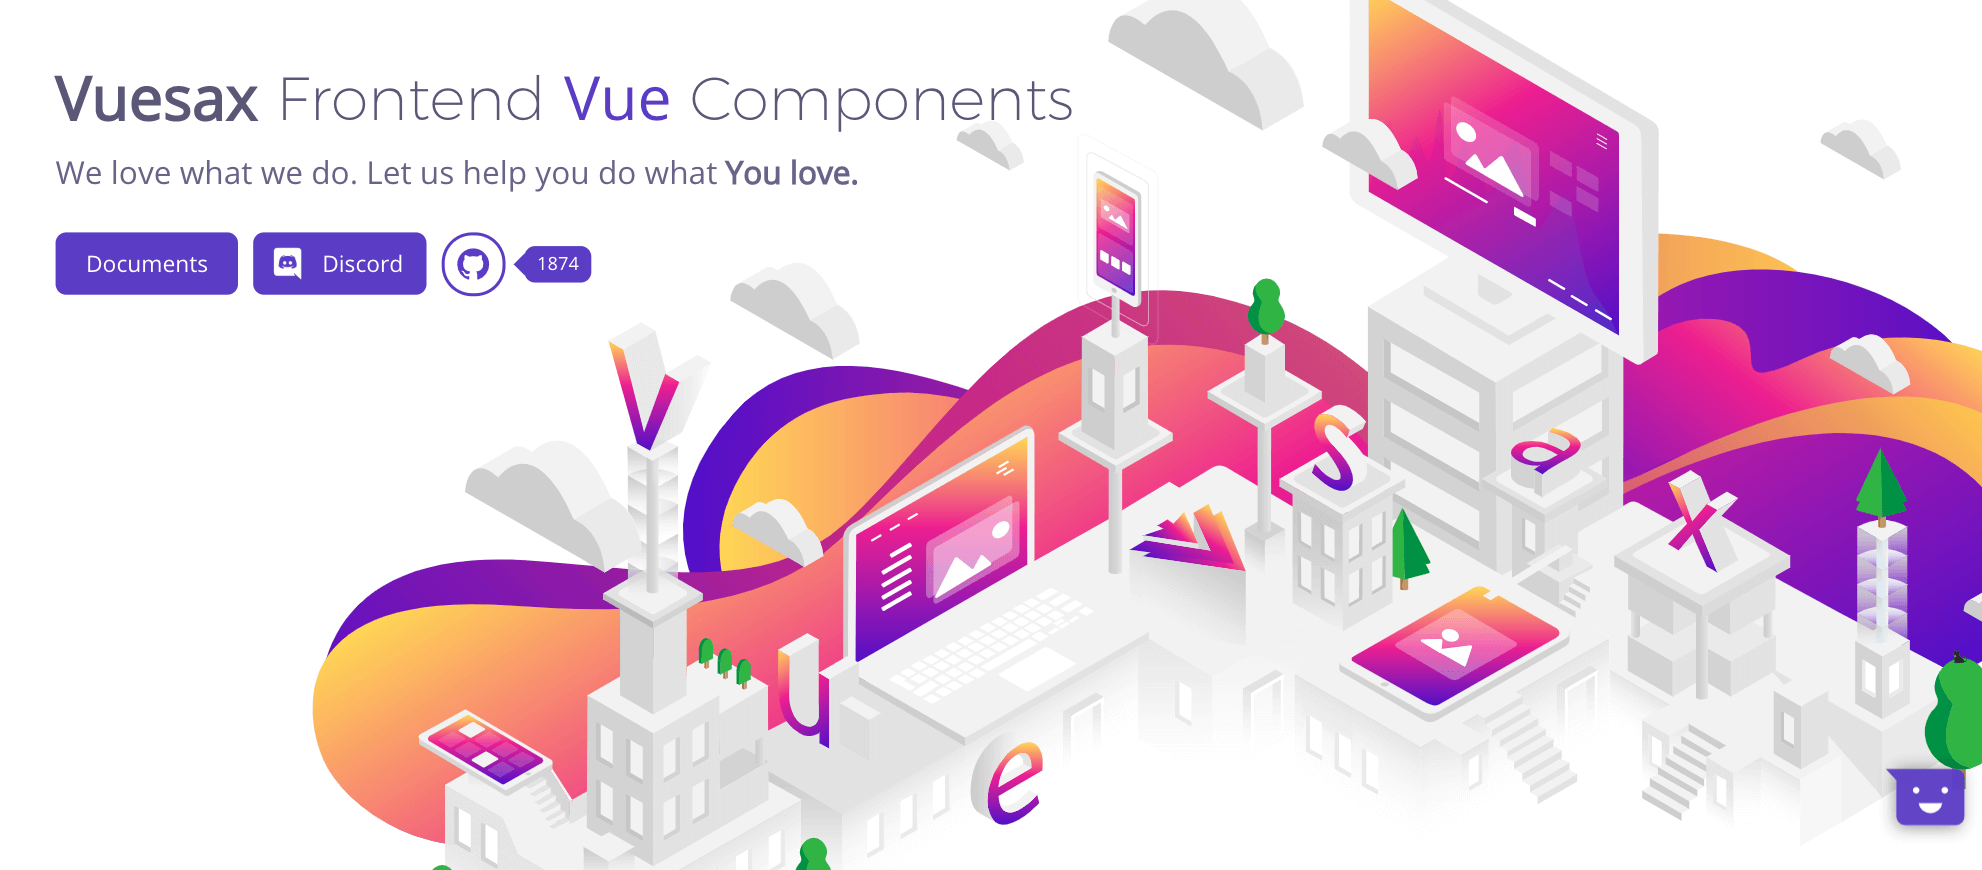 Vuesax Frontend Vue Components
We love what we do. Let us help you do what You love.
Documents
Discord
1874
V
u
e
s
a
x